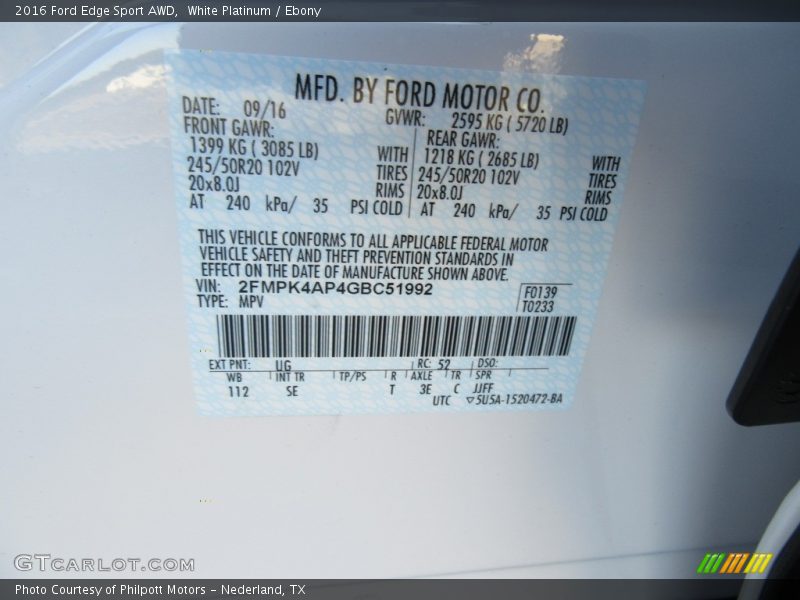 2016 Ford Edge Sport AWD, White Platinum / Ebony
MFD. BY FORD MOTOR CO.
DATE: 09/16 GVWR: 2595 KG ( 5720 LB)
FRONT GAWR: REAR GAWR:
1399 KG ( 3085 LB) WITH 1218 KG ( 2685 LB) WITH
245/50R20 102V TIRES 245/50R20 102V TIRES
20x8.0J RIMS 20x8.0J RIMS
AT 240 kPa/ 35 PSI COLD AT 240 kPa/ 35 PSI COLD
THIS VEHICLE CONFORMS TO ALL APPLICABLE FEDERAL MOTOR
VEHICLE SAFETY AND THEFT PREVENTION STANDARDS IN
EFFECT ON THE DATE OF MANUFACTURE SHOWN ABOVE.
VIN: 2FMPK4AP4GBC51992 F0139
TYPE: MPV T0233
EXT PNT: UG RC: 52 DSO:
WB INT TR TP/PS R AXLE TR SPR
112 SE T 3E C JJFF
UTC ▽5U5A-1520472-BA
GTCarLot.com
Photo Courtesy of Philpott Motors - Nederland, TX